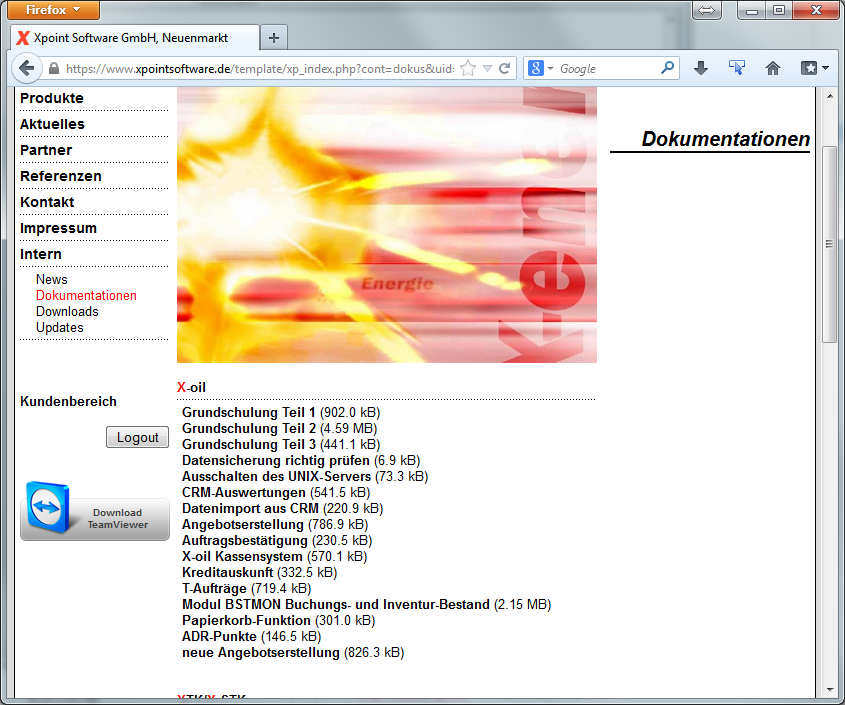 Firefox
Xpoint Software GmbH, Neuenmarkt
https://www.xpointsoftware.de/template/xp_index.php?cont=dokus&uid:
Google
Produkte
Aktuelles
Partner
Referenzen
Kontakt
Impressum
Intern
News
Dokumentationen
Downloads
Updates
Kundenbereich
Logout
Download
TeamViewer
Energie
x-ener
Dokumentationen
X-oil
Grundschulung Teil 1 (902.0 kB)
Grundschulung Teil 2 (4.59 MB)
Grundschulung Teil 3 (441.1 kB)
Datensicherung richtig prüfen (6.9 kB)
Ausschalten des UNIX-Servers (73.3 kB)
CRM-Auswertungen (541.5 kB)
Datenimport aus CRM (220.9 kB)
Angebotserstellung (786.9 kB)
Auftragsbestätigung (230.5 kB)
X-oil Kassensystem (570.1 kB)
Kreditauskunft (332.5 kB)
T-Aufträge (719.4 kB)
Modul BSTMON Buchungs- und Inventur-Bestand (2.15 MB)
Papierkorb-Funktion (301.0 kB)
ADR-Punkte (146.5 kB)
neue Angebotserstellung (826.3 kB)